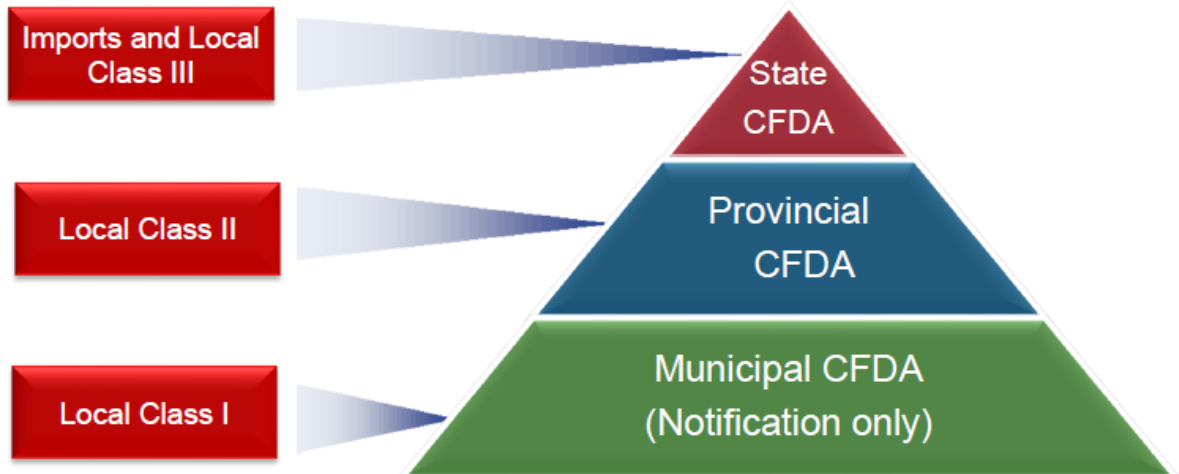 Imports and Local
Class III
State
CFDA
Local Class II
Provincial
CFDA
Local Class I
Municipal CFDA
(Notification only)